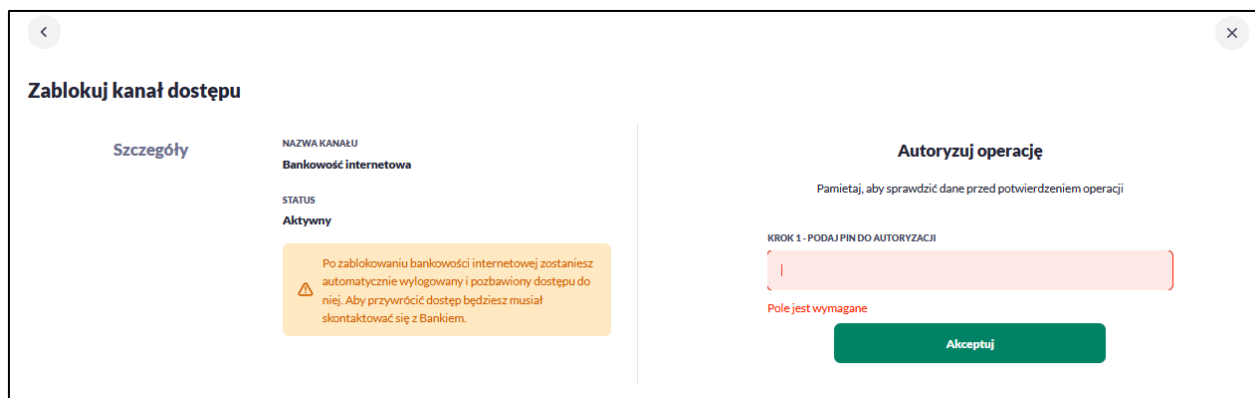 Zablokuj kanał dostępu
Szczegóły
NAZWA KANAŁU
Bankowość internetowa
STATUS
Aktywny
Po zablokowaniu bankowości internetowej zostaniesz
automatycznie wylogowany i pozbawiony dostępu do
niej. Aby przywrócić dostęp będziesz musiał
skontaktować się z Bankiem.
Autoryzuj operację
Pamietaj, aby sprawdzić dane przed potwierdzeniem operacji
KROK 1 - PODAJ PIN DO AUTORYZACJI
Pole jest wymagane
Akceptuj